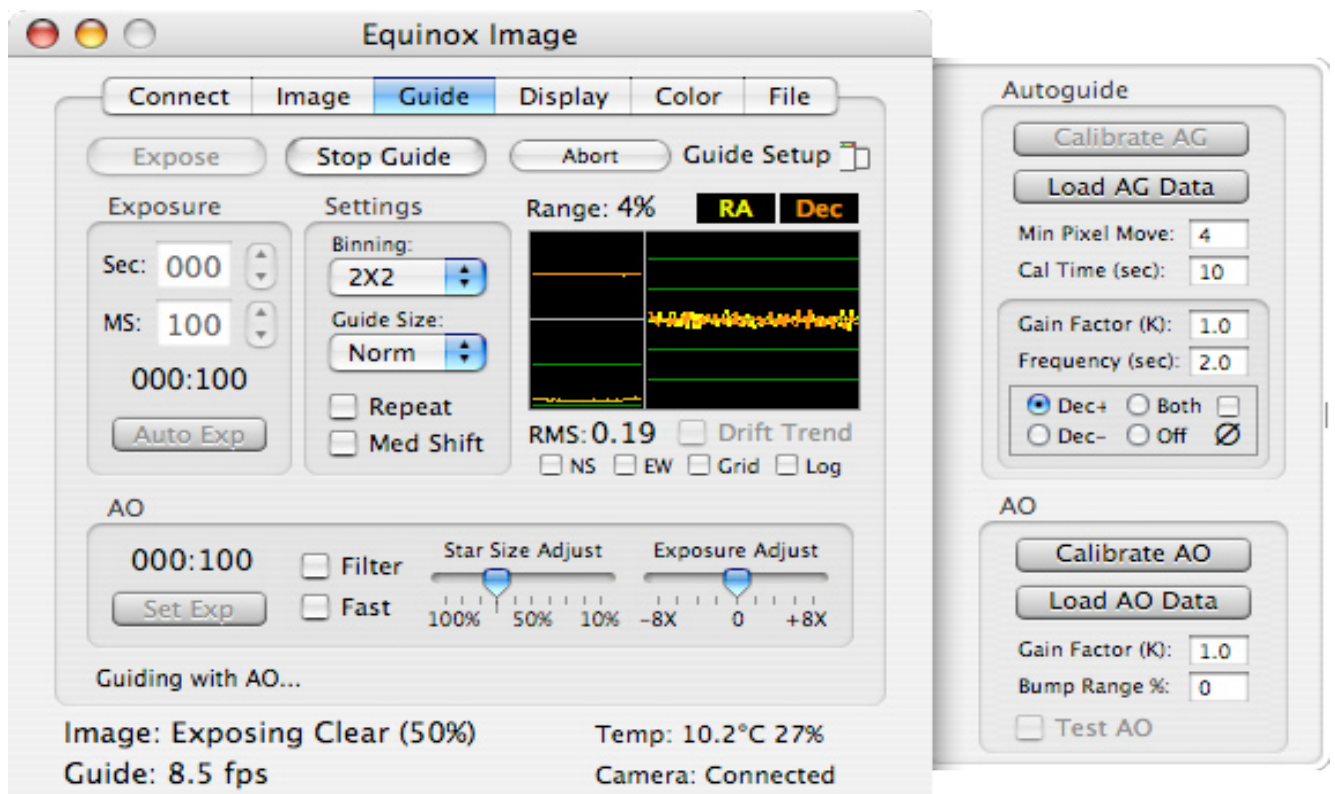 Equinox Image
Connect Image Guide Display Color File
Expose Stop Guide Abort Guide Setup
Exposure
Sec: 000
MS: 100
000:100
Auto Exp
Settings
Binning:
2X2
Guide Size:
Norm
Repeat
Med Shift
Range: 4% RA Dec
RMS: 0.19 Drift Trend
NS EW Grid Log
AO
000:100
Set Exp
Filter
Fast
Star Size Adjust
100% 50% 10%
Exposure Adjust
-8X 0 +8X
Guiding with AO...
Image: Exposing Clear (50%)
Guide: 8.5 fps
Temp: 10.2°C 27%
Camera: Connected
Autoguide
Calibrate AG
Load AG Data
Min Pixel Move: 4
Cal Time (sec): 10
Gain Factor (K): 1.0
Frequency (sec): 2.0
Dec+ Both
Dec- Off Ø
AO
Calibrate AO
Load AO Data
Gain Factor (K): 1.0
Bump Range %: 0
Test AO